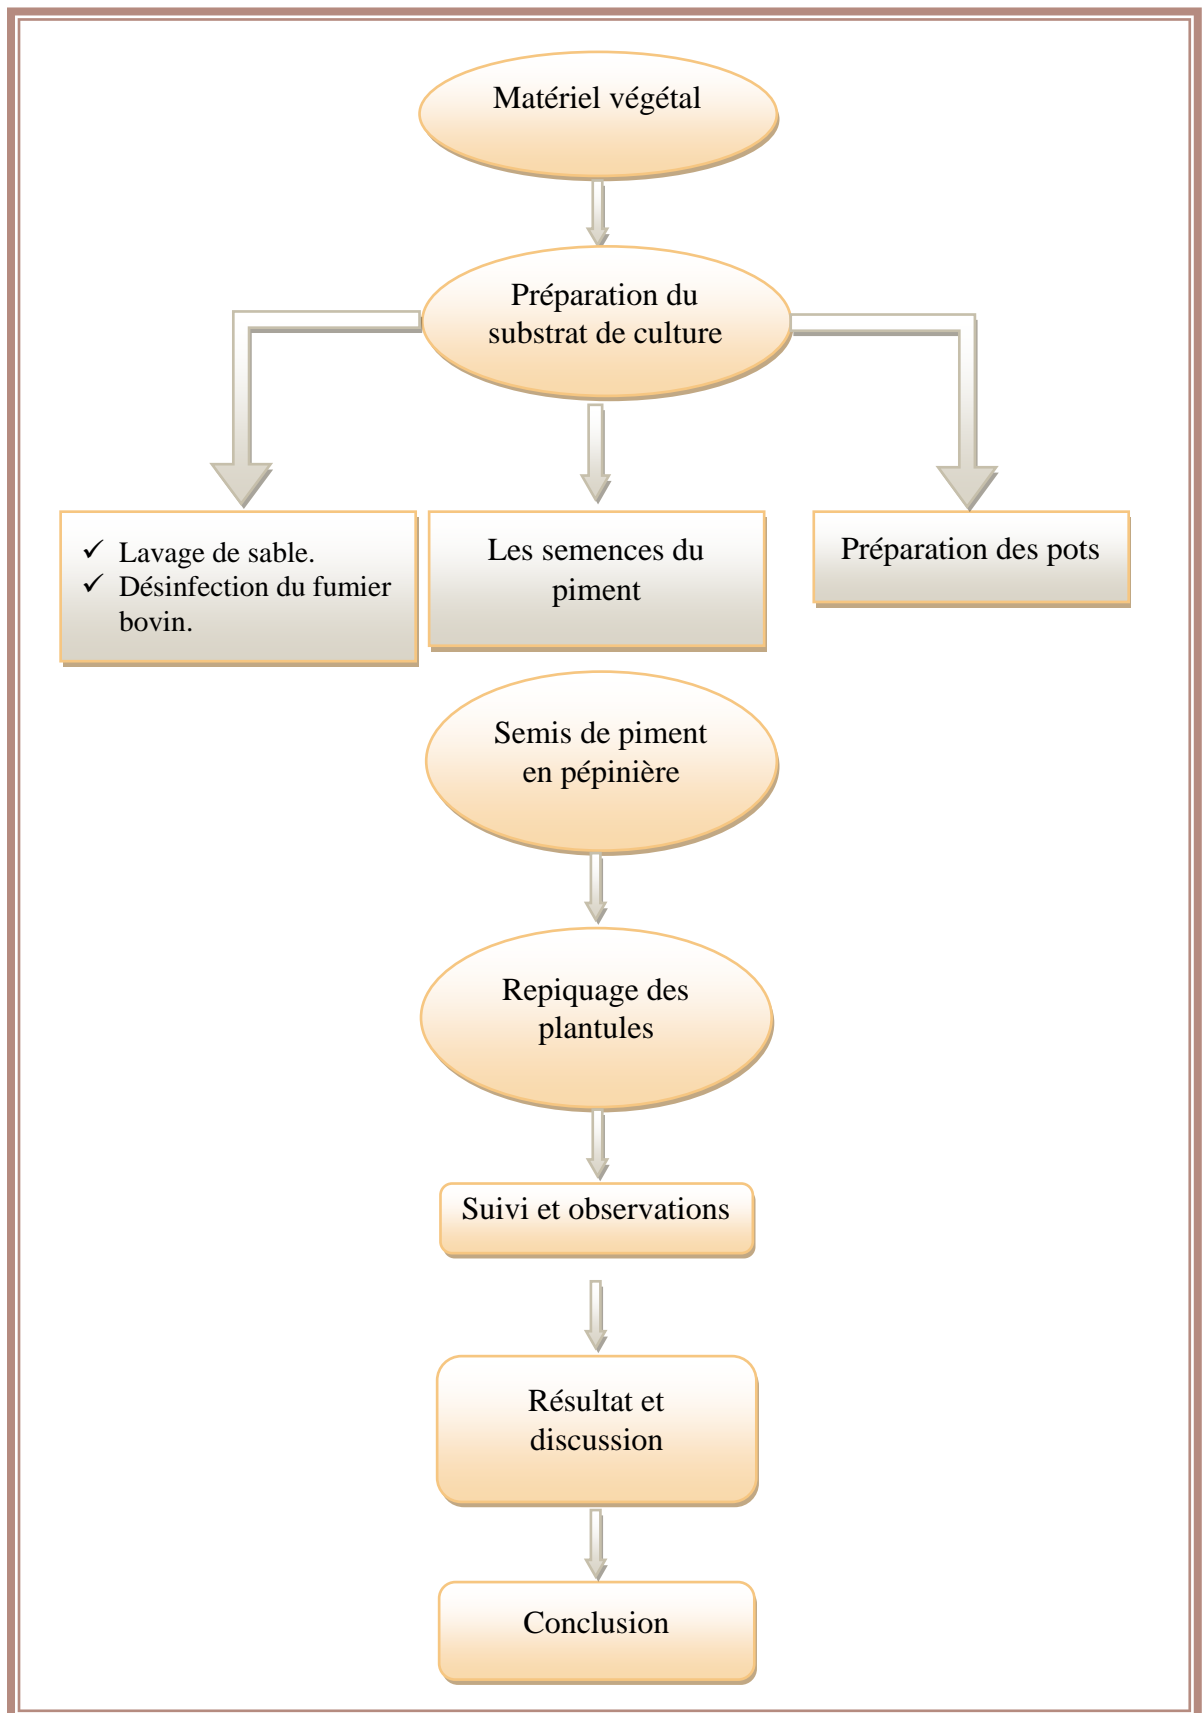 Matériel végétal
Préparation du
substrat de culture
✓ Lavage de sable.
✓ Désinfection du fumier
bovin.
Les semences du
piment
Préparation des pots
Semis de piment
en pépinière
Repiquage des
plantules
Suivi et observations
Résultat et
discussion
Conclusion